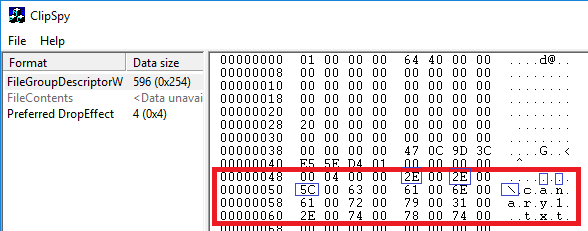 ClipSpy
File Help
Format Data size
FileGroupDescriptorW 596 (0x254)
FileContents <Data unavai
Preferred DropEffect 4 (0x4)
00000000 01 00 00 00 64 40 00 00 ....d@..
00000008 00 00 00 00 00 00 00 00 ........
00000010 00 00 00 00 00 00 00 00 ........
00000018 00 00 00 00 00 00 00 00 ........
00000020 00 00 00 00 00 00 00 00 ........
00000028 20 00 00 00 00 00 00 00 .......
00000030 00 00 00 00 00 00 00 00 ........
00000038 00 00 00 00 47 0C 9D 3C ....G..<
00000040 E5 5E D4 01 00 00 00 00 .^......
00000048 00 04 00 00 2E 00 2E 00 ........
00000050 5C 00 63 00 61 00 6E 00 \.c.a.n.
00000058 61 00 72 00 79 00 31 00 a.r.y.1.
00000060 2E 00 74 00 78 00 74 00 ..t.x.t.